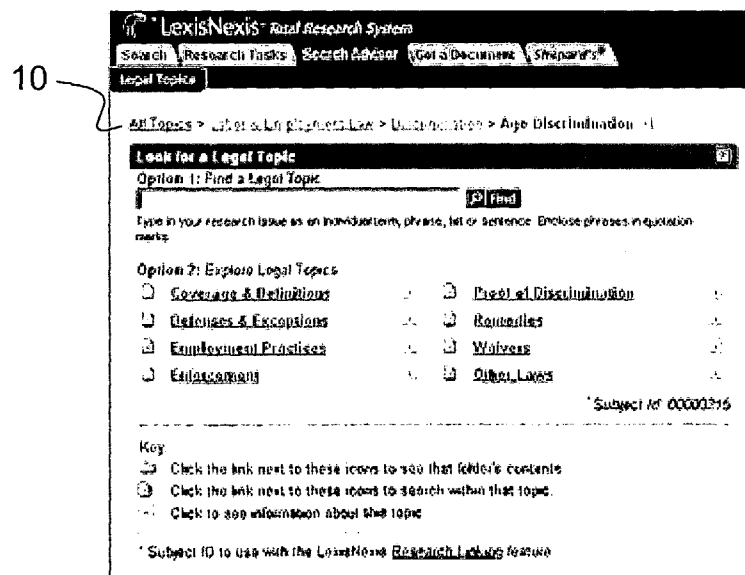 LexisNexis™ Total Research System
Search Research Tasks Search Advisor Get a Document Shepard's®
Legal Topics
10
All Topics > Labor & Employment Law > Discrimination > Age Discrimination
Look for a Legal Topic
Option 1: Find a Legal Topic
Find
Type in your research issue as an individual term, phrase, list or sentence. Enclose phrases in quotation
marks
Option 2: Explore Legal Topics
Coverage & Definitions Proof of Discrimination
Defenses & Exceptions Remedies
Employment Practices Waivers
Enforcement Other Laws
* Subject Id: 00000316
Key
Click the link next to these icons to see that folder's contents
Click the link next to these icons to search within that topic.
Click to see information about this topic
* Subject ID to use with the LexisNexis Research Linking feature